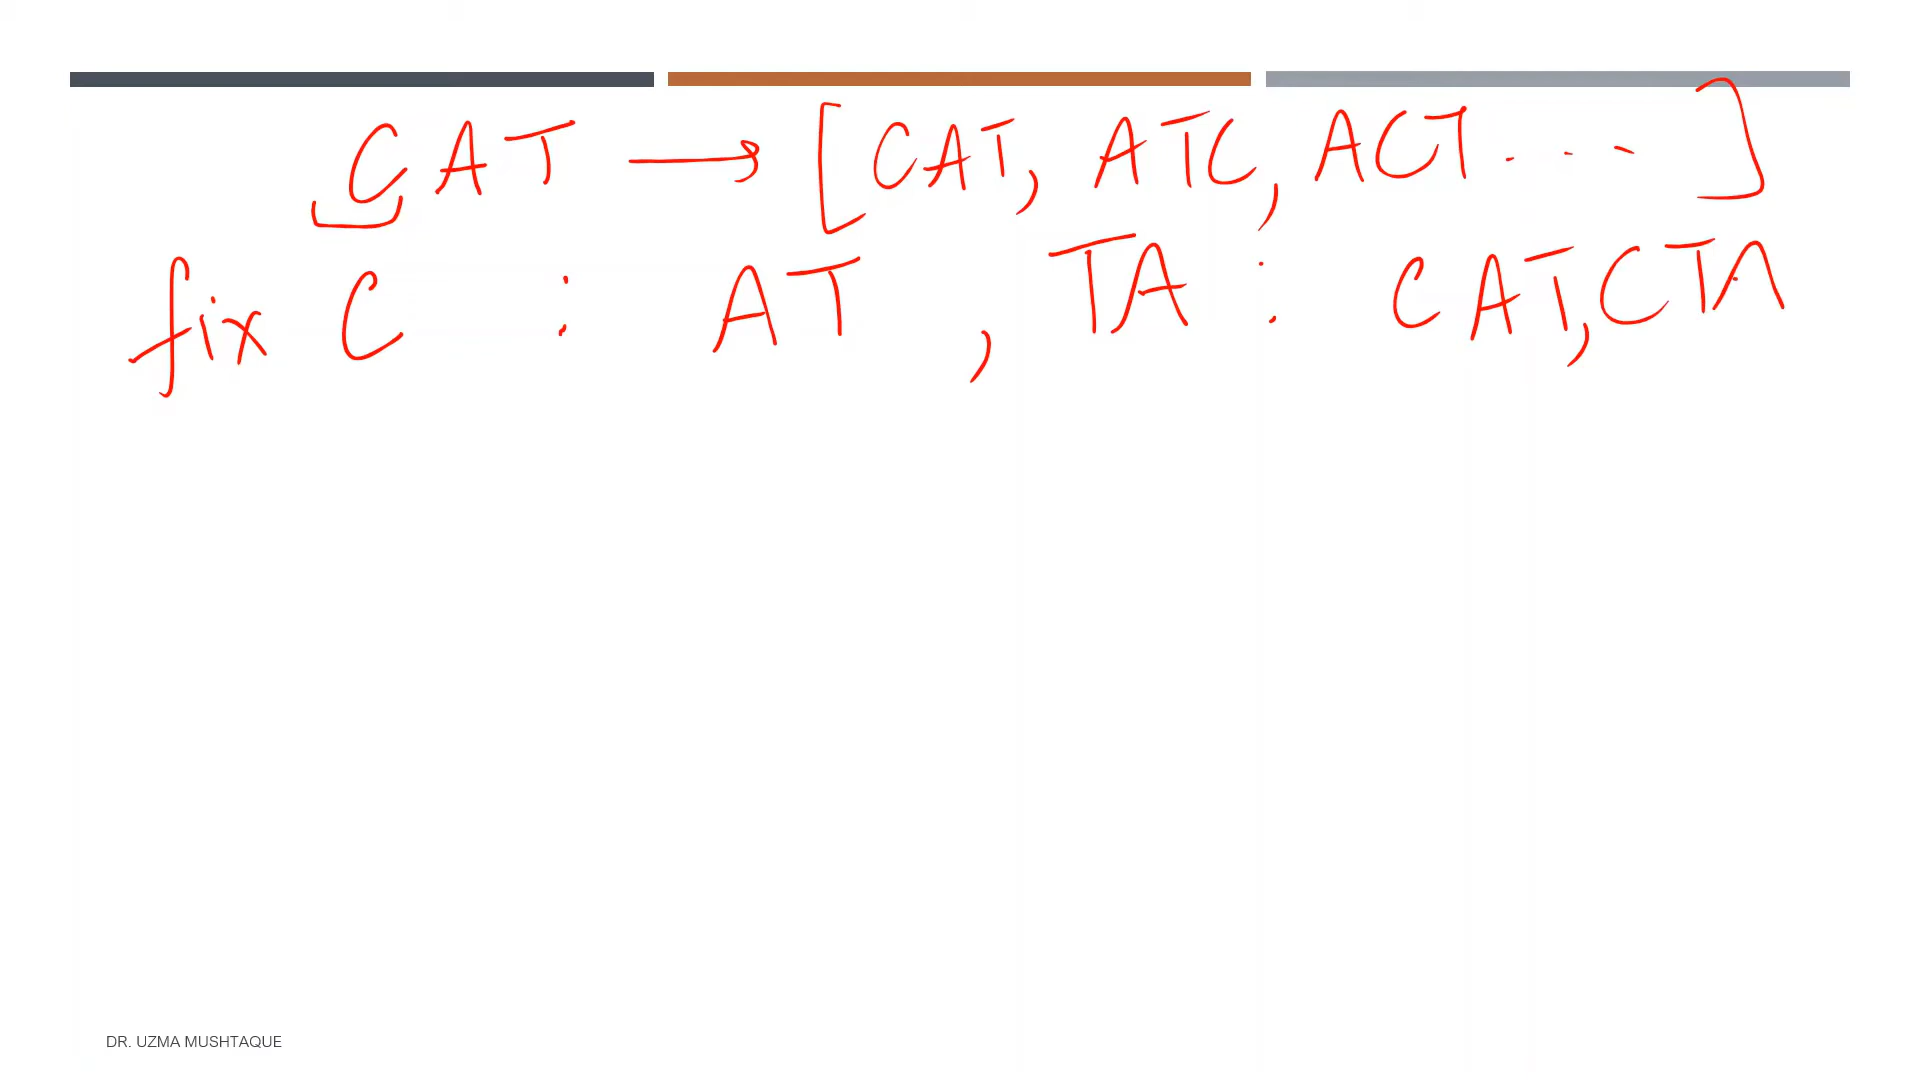 CAT → [CAT, ATC, ACT . . . ]
fix C : AT , TA : CAT, CTA
DR. UZMA MUSHTAQUE